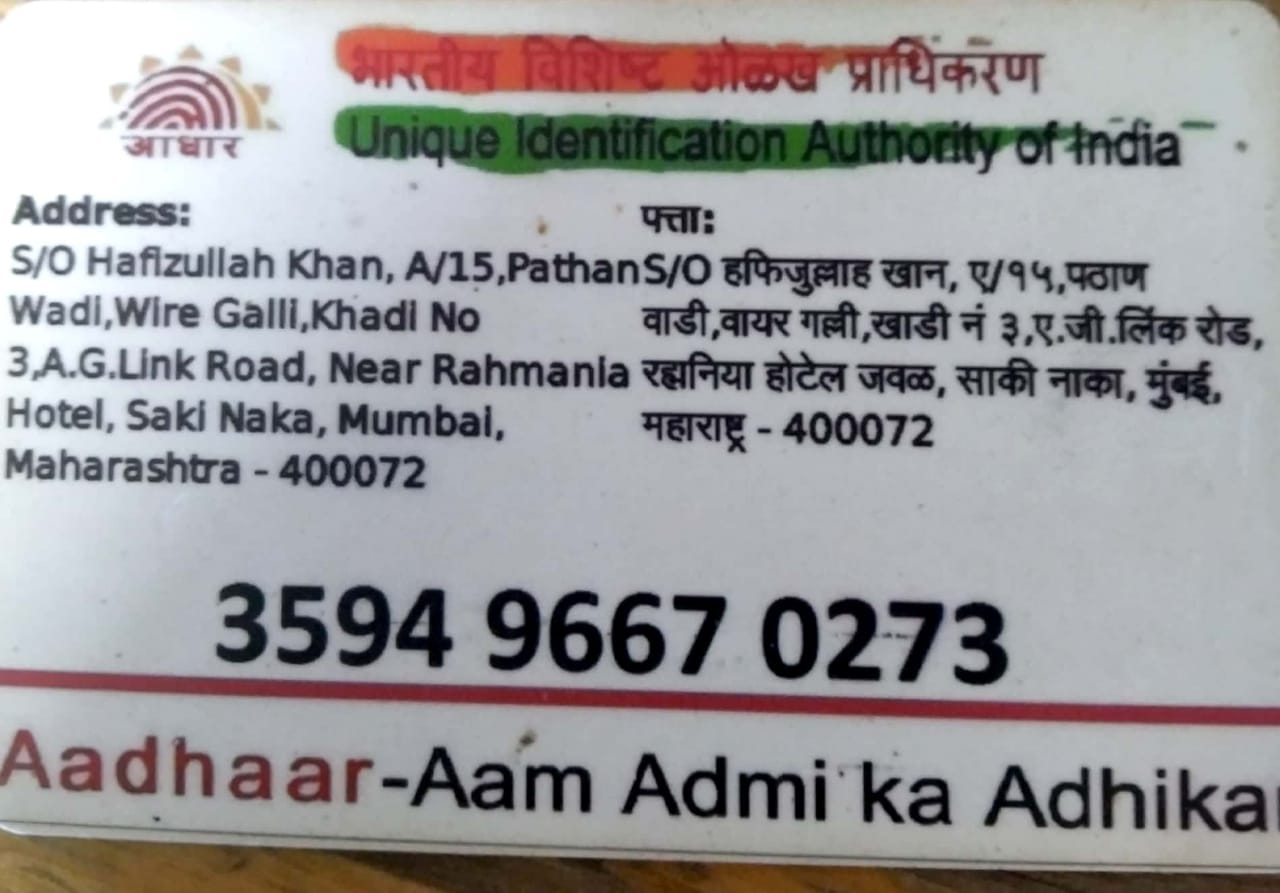 आधार
भारतीय विशिष्ट ओळख प्राधिकरण
Unique Identification Authority of India
Address:
S/O Hafizullah Khan, A/15,Pathan
Wadi,Wire Galli,Khadi No
3,A.G.Link Road, Near Rahmania
Hotel, Saki Naka, Mumbai,
Maharashtra - 400072
पत्ता:
S/O हफिजुल्लाह खान, ए/१५,पठाण
वाडी,वायर गल्ली,खाडी नं ३,ए.जी.लिंक रोड,
रह्मनिया होटेल जवळ, साकी नाका, मुंबई,
महाराष्ट्र - 400072
3594 9667 0273
Aadhaar-Aam Admi ka Adhikar